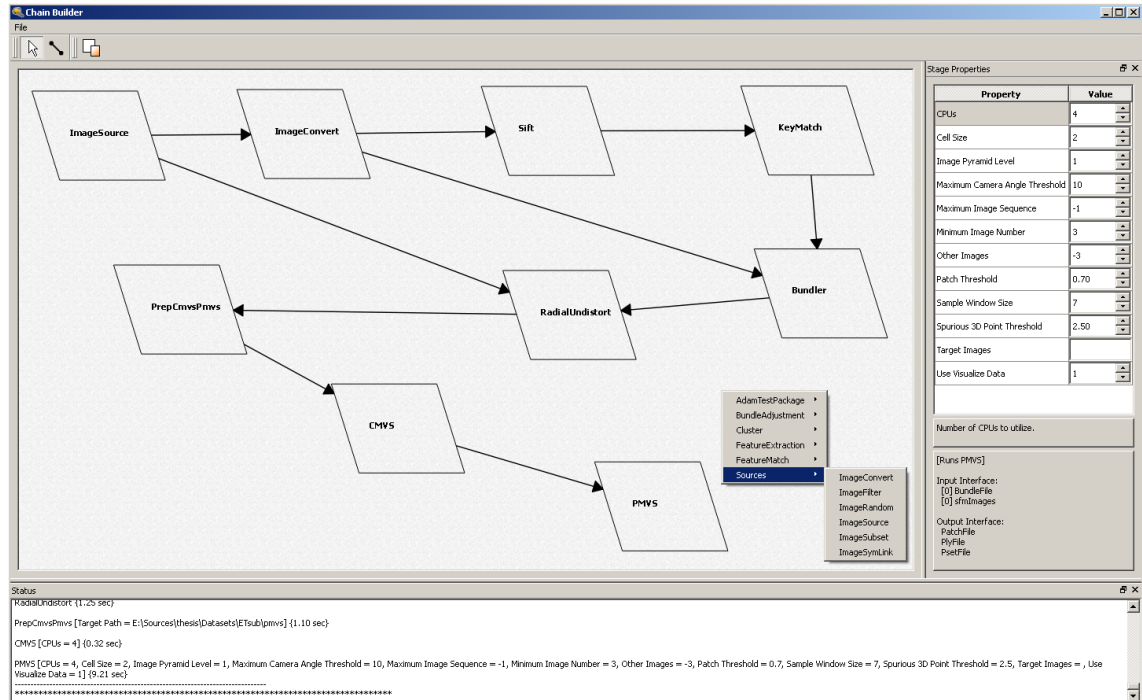 Chain Builder
File
ImageSource
ImageConvert
Sift
KeyMatch
PrepCmvsPmvs
RadialUndistort
Bundler
CMVS
PMVS
AdamTestPackage
BundleAdjustment
Cluster
FeatureExtraction
FeatureMatch
Sources
ImageConvert
ImageFilter
ImageRandom
ImageSource
ImageSubset
ImageSymLink
Stage Properties
Property Value
CPUs 4
Cell Size 2
Image Pyramid Level 1
Maximum Camera Angle Threshold 10
Maximum Image Sequence -1
Minimum Image Number 3
Other Images -3
Patch Threshold 0.70
Sample Window Size 7
Spurious 3D Point Threshold 2.50
Target Images
Use Visualize Data 1
Number of CPUs to utilize.
[Runs PMVS]
Input Interface:
[0] BundleFile
[0] sfmImages
Output Interface:
PatchFile
PlyFile
PsetFile
Status
RadialUndistort {1.25 sec}
PrepCmvsPmvs [Target Path = E:\Sources\thesis\Datasets\ETsub\pmvs] {1.10 sec}
CMVS [CPUs = 4] {0.32 sec}
PMVS [CPUs = 4, Cell Size = 2, Image Pyramid Level = 1, Maximum Camera Angle Threshold = 10, Maximum Image Sequence = -1, Minimum Image Number = 3, Other Images = -3, Patch Threshold = 0.7, Sample Window Size = 7, Spurious 3D Point Threshold = 2.5, Target Images = , Use
Visualize Data = 1] {9.21 sec}